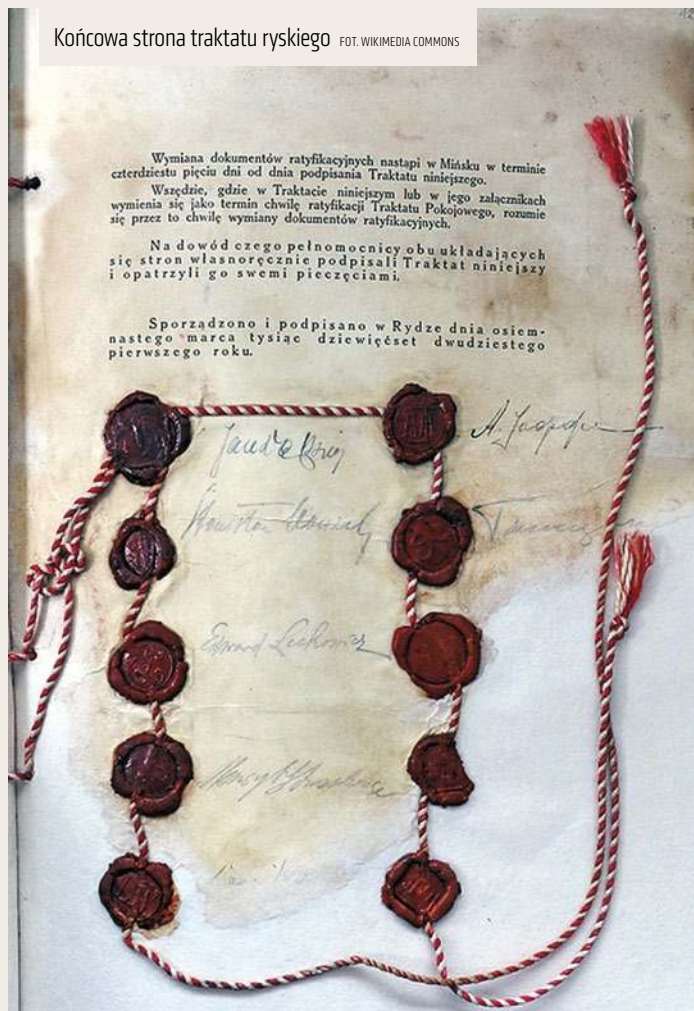 Końcowa strona traktatu ryskiego FOT. WIKIMEDIA COMMONS
Wymiana dokumentów ratyfikacyjnych nastąpi w Mińsku w terminie
czterdziestu pięciu dni od dnia podpisania Traktatu niniejszego.
Wszędzie, gdzie w Traktacie niniejszym lub w jego załącznikach
wymienia się jako termin chwilę ratyfikacji Traktatu Pokojowego, rozumie
się przez to chwilę wymiany dokumentów ratyfikacyjnych.
Na dowód czego pełnomocnicy obu układających
się stron własnoręcznie podpisali Traktat niniejszy
i opatrzyli go swemi pieczęciami.
Sporządzono i podpisano w Rydze dnia osiem-
nastego marca tysiąc dziewięćset dwudziestego
pierwszego roku.
Edward Lechowicz